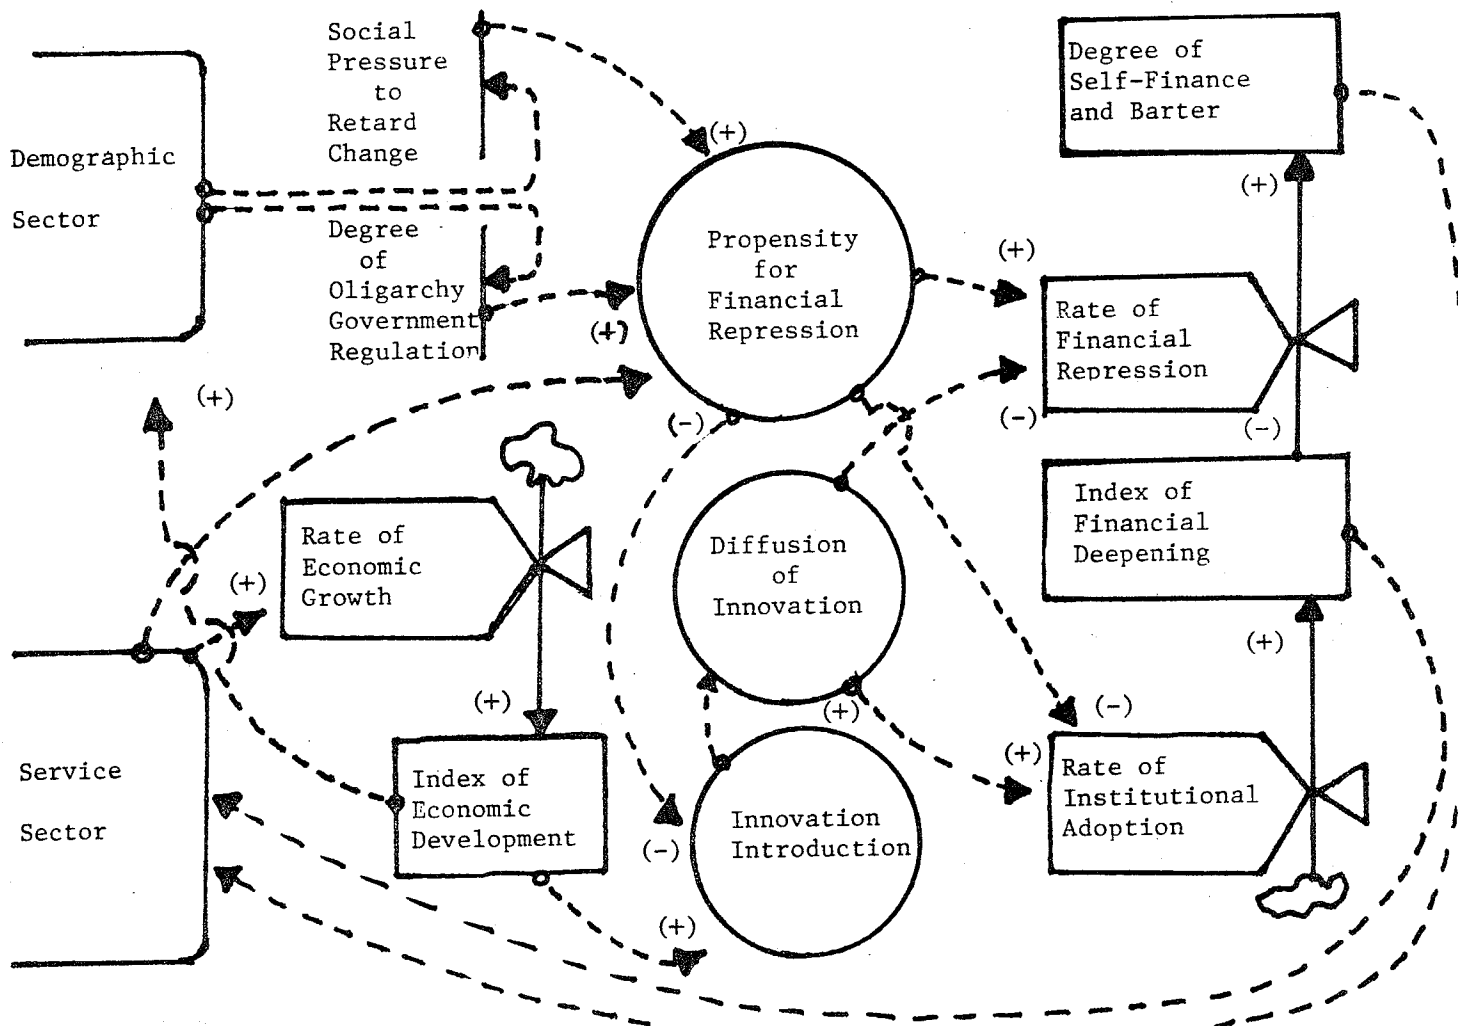 Social
Pressure
to
Retard
Change
Degree of
Self-Finance
and Barter
(+)
Demographic
Sector
(+)
Degree
of
Oligarchy
Government
Regulation
(+)
Propensity
for
Financial
Repression
(+)
Rate of
Financial
Repression
(+)
(-)
(-)
(-)
Rate of
Economic
Growth
(+)
Diffusion
of
Innovation
Index of
Financial
Deepening
(+)
(+)
(+)
(-)
(+)
Service
Sector
Index of
Economic
Development
Innovation
Introduction
(-)
(+)
Rate of
Institutional
Adoption